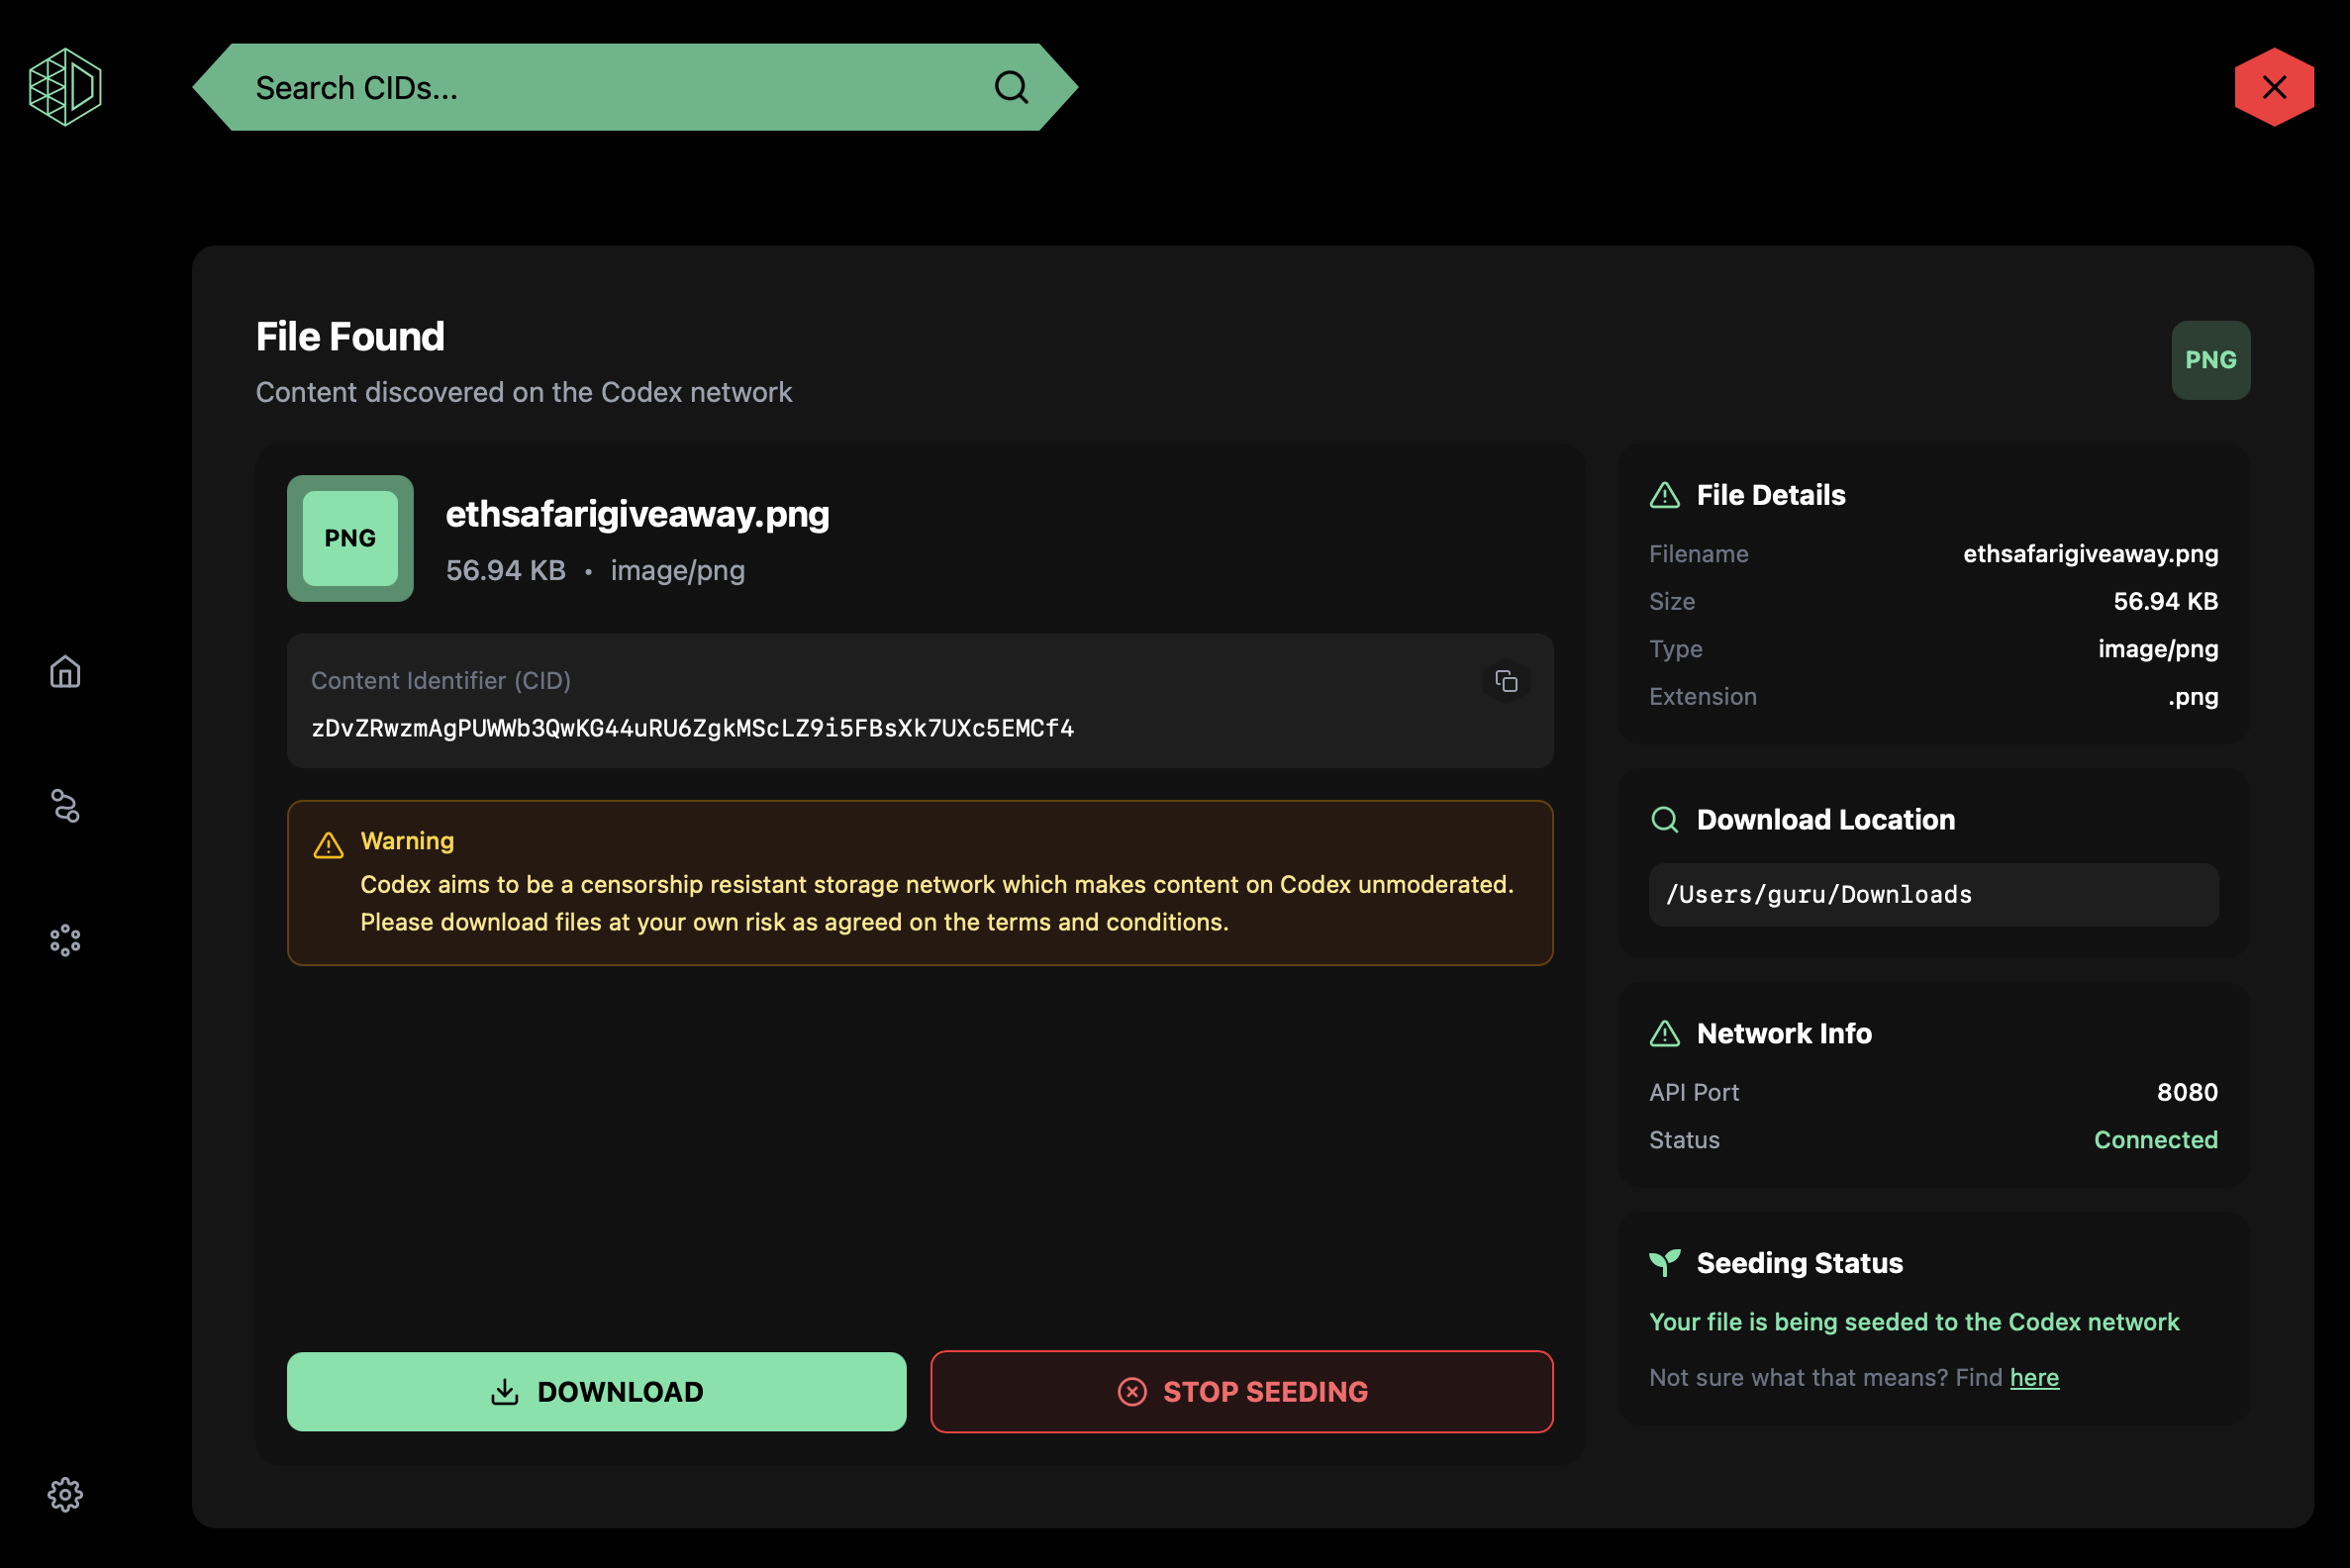 Search CIDs...
File Found
Content discovered on the Codex network
PNG
PNG
ethsafarigiveaway.png
56.94 KB • image/png
Content Identifier (CID)
zDvZRwzmAgPUWWb3QwKG44uRU6ZgkMScLZ9i5FBsXk7UXc5EMCf4
Warning
Codex aims to be a censorship resistant storage network which makes content on Codex unmoderated.
Please download files at your own risk as agreed on the terms and conditions.
DOWNLOAD
STOP SEEDING
File Details
Filename ethsafarigiveaway.png
Size 56.94 KB
Type image/png
Extension .png
Download Location
/Users/guru/Downloads
Network Info
API Port 8080
Status Connected
Seeding Status
Your file is being seeded to the Codex network
Not sure what that means? Find here